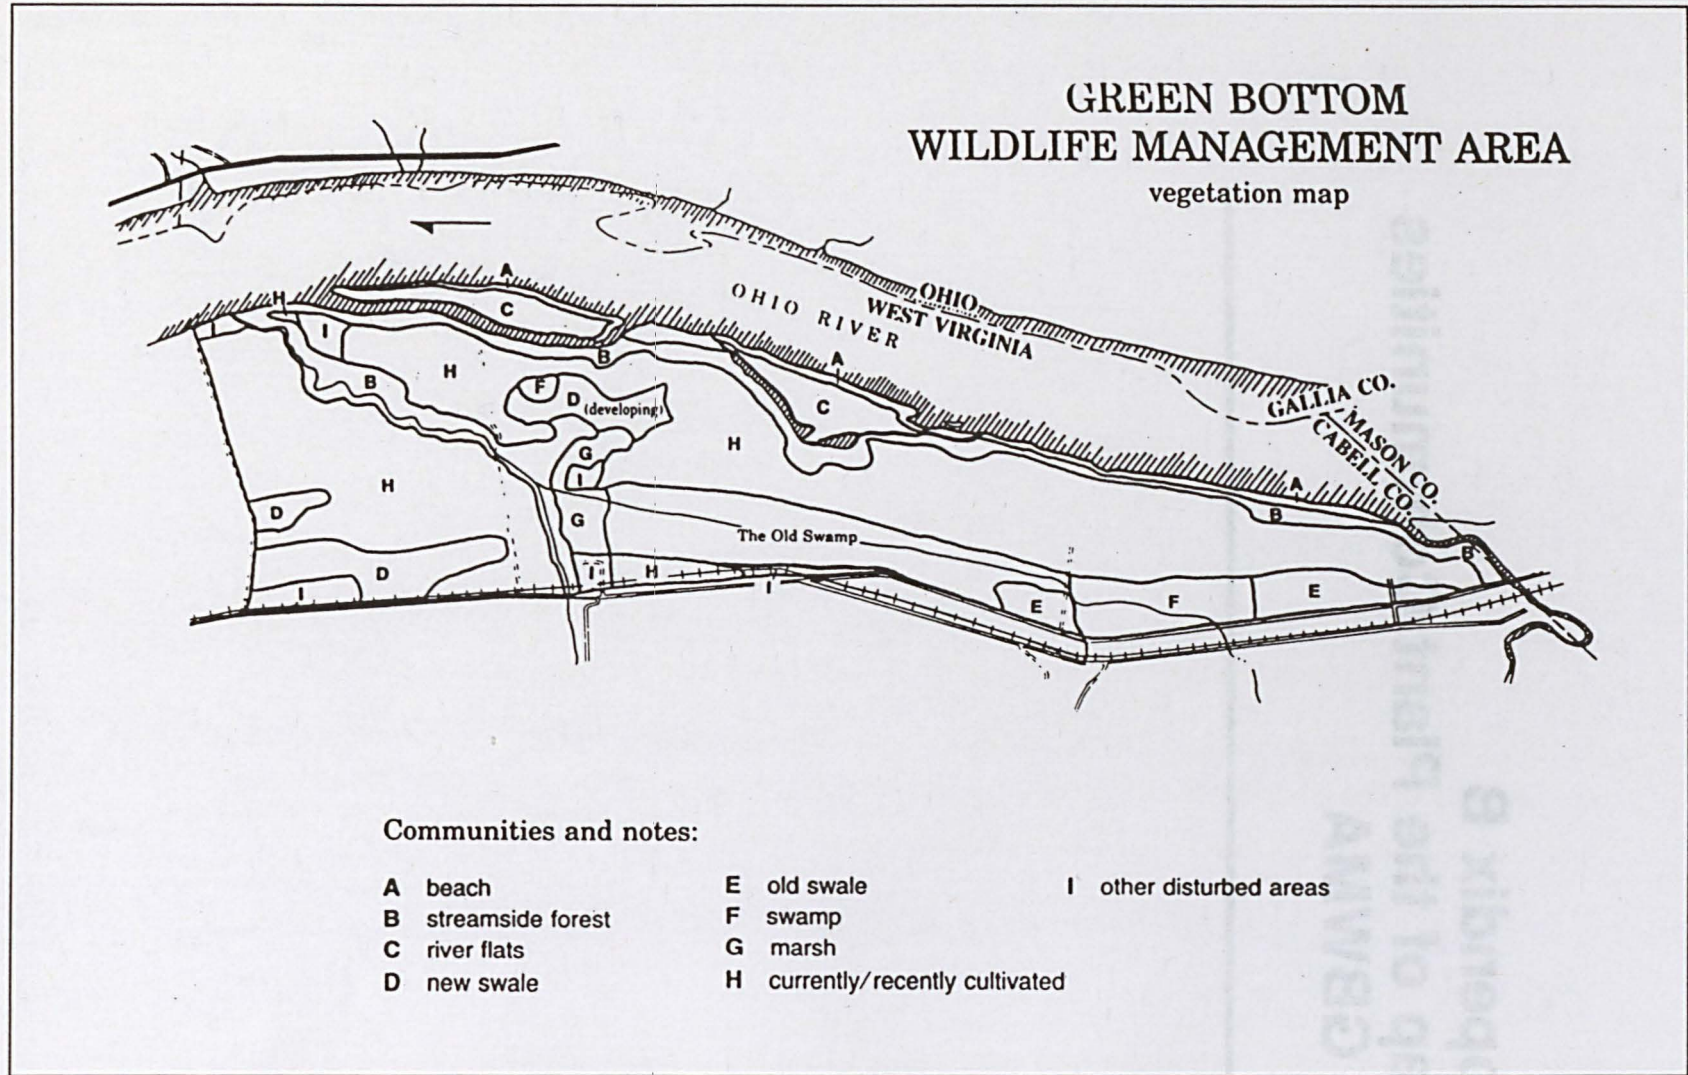 GREEN BOTTOM
WILDLIFE MANAGEMENT AREA
vegetation map
A
H
C
OHIO RIVER
OHIO
WEST VIRGINIA
I
I
B
A
H
B
F
D (developing)
C
GALLIA CO.
MASON CO.
CABELL CO.
H
G
I
H
A
D
G
B
The Old Swamp
B
D
I
I
H
I
E
F
E
Communities and notes:
A beach
B streamside forest
C river flats
D new swale
E old swale
F swamp
G marsh
H currently/recently cultivated
I other disturbed areas